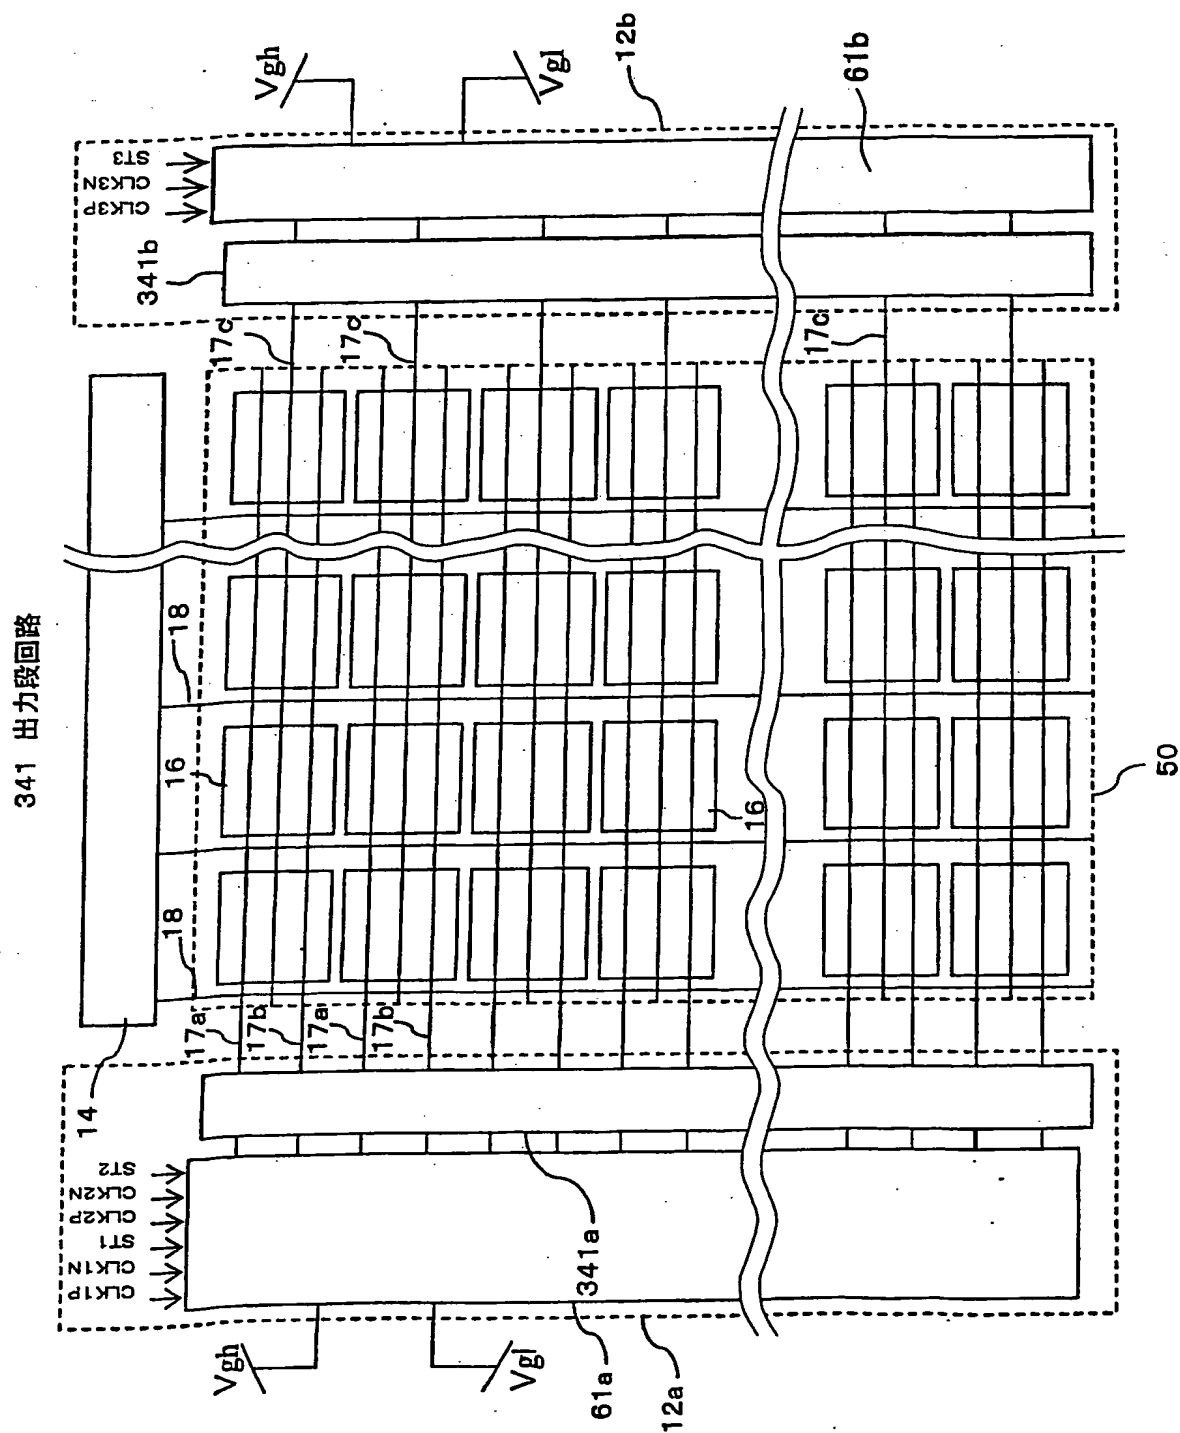 341 出力段回路
14
18
18
16
16
50
17a
17b
17a
17b
17c
17c
17c
341a
341b
61a
61b
12a
12b
CLK1P
CLK1N
ST1
CLK2P
CLK2N
ST2
CLK3P
CLK3N
ST3
Vgh
Vgl
Vgh
Vgl